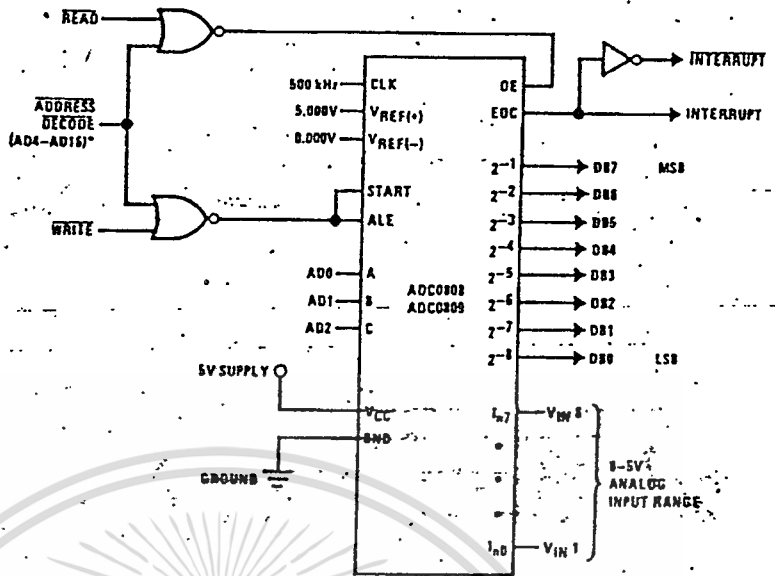 READ
ADDRESS
DECODE
(AD4–AD15)*
WRITE
500 kHz
CLK
5.000V
VREF(+)
0.000V
VREF(–)
START
ALE
AD0
A
AD1
B
AD2
C
5V SUPPLY
VCC
GND
GROUND
ADC0808
ADC0809
OE
EOC
INTERRUPT
INTERRUPT
2–1 DB7 MSB
2–2 DB6
2–3 DB5
2–4 DB4
2–5 DB3
2–6 DB2
2–7 DB1
2–8 DB0 LSB
In7 VIN 8
0–5V
ANALOG
INPUT RANGE
In0 VIN 1